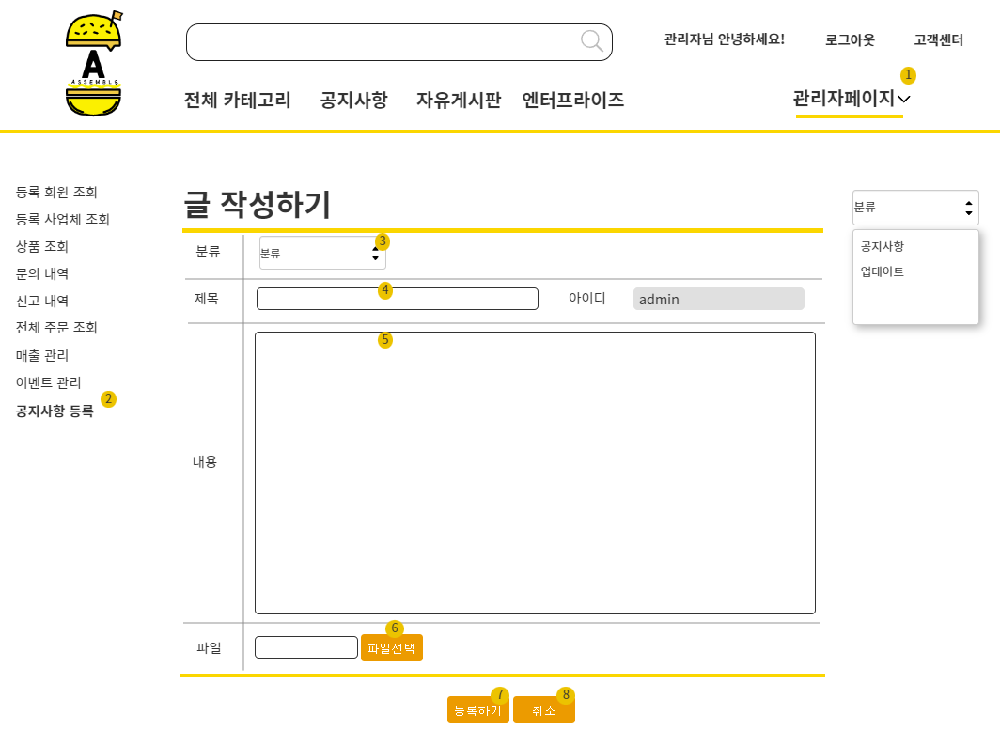 관리자님 안녕하세요!
로그아웃
고객센터
A
ASSEMBLE
1
전체 카테고리
공지사항
자유게시판
엔터프라이즈
관리자페이지
등록 회원 조회
등록 사업체 조회
상품 조회
문의 내역
신고 내역
전체 주문 조회
매출 관리
이벤트 관리
2
공지사항 등록
글 작성하기
분류
분류
3
제목
4
아이디
admin
내용
5
파일
6
파일선택
7
등록하기
8
취소
분류
공지사항
업데이트